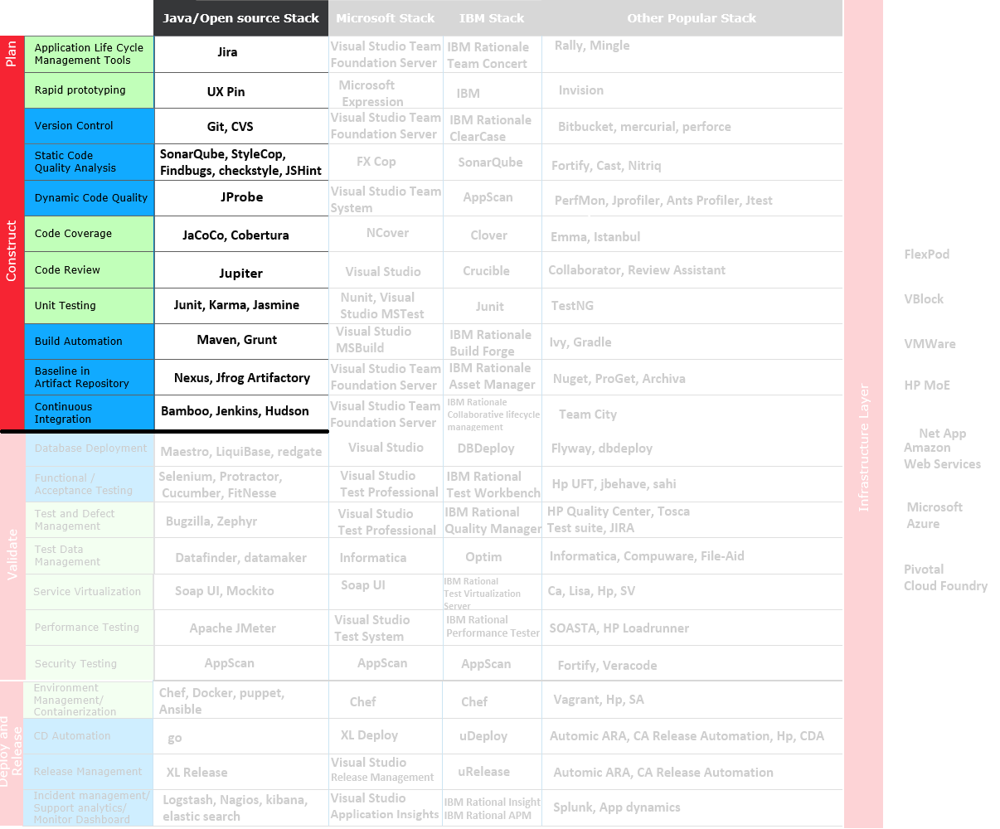 Java/Open source Stack
Microsoft Stack
IBM Stack
Other Popular Stack
Plan
Application Life Cycle
Management Tools
Jira
Visual Studio Team
Foundation Server
IBM Rationale
Team Concert
Rally, Mingle
Rapid prototyping
UX Pin
Microsoft
Expression
IBM
Invision
Construct
Version Control
Git, CVS
Visual Studio Team
Foundation Server
IBM Rationale
ClearCase
Bitbucket, mercurial, perforce
Static Code
Quality Analysis
SonarQube, StyleCop,
Findbugs, checkstyle, JSHint
FX Cop
SonarQube
Fortify, Cast, Nitriq
Dynamic Code Quality
JProbe
Visual Studio Team
System
AppScan
PerfMon, Jprofiler, Ants Profiler, Jtest
Code Coverage
JaCoCo, Cobertura
NCover
Clover
Emma, Istanbul
Code Review
Jupiter
Visual Studio
Crucible
Collaborator, Review Assistant
Unit Testing
Junit, Karma, Jasmine
Nunit, Visual
Studio MSTest
Junit
TestNG
Build Automation
Maven, Grunt
Visual Studio
MSBuild
IBM Rationale
Build Forge
Ivy, Gradle
Baseline in
Artifact Repository
Nexus, Jfrog Artifactory
Visual Studio Team
Foundation Server
IBM Rationale
Asset Manager
Nuget, ProGet, Archiva
Continuous
Integration
Bamboo, Jenkins, Hudson
Visual Studio Team
Foundation Server
IBM Rationale
Collaborative lifecycle
management
Team City
Validate
Database Deployment
Maestro, LiquiBase, redgate
Visual Studio
DBDeploy
Flyway, dbdeploy
Functional /
Acceptance Testing
Selenium, Protractor,
Cucumber, FitNesse
Visual Studio
Test Professional
IBM Rational
Test Workbench
Hp UFT, jbehave, sahi
Test and Defect
Management
Bugzilla, Zephyr
Visual Studio
Test Professional
IBM Rational
Quality Manager
HP Quality Center, Tosca
Test suite, JIRA
Test Data
Management
Datafinder, datamaker
Informatica
Optim
Informatica, Compuware, File-Aid
Service Virtualization
Soap UI, Mockito
Soap UI
IBM Rational
Test Virtualization
Server
Ca, Lisa, Hp, SV
Performance Testing
Apache JMeter
Visual Studio
Test System
IBM Rational
Performance Tester
SOASTA, HP Loadrunner
Security Testing
AppScan
AppScan
AppScan
Fortify, Veracode
Deploy and
Release
Environment
Management/
Containerization
Chef, Docker, puppet,
Ansible
Chef
Chef
Vagrant, Hp, SA
CD Automation
go
XL Deploy
uDeploy
Automic ARA, CA Release Automation, Hp, CDA
Release Management
XL Release
Visual Studio
Release Management
uRelease
Automic ARA, CA Release Automation
Incident management/
Support analytics/
Monitor Dashboard
Logstash, Nagios, kibana,
elastic search
Visual Studio
Application Insights
IBM Rational Insight
IBM Rational APM
Splunk, App dynamics
Infrastructure Layer
FlexPod
VBlock
VMWare
HP MoE
Net App
Amazon
Web Services
Microsoft
Azure
Pivotal
Cloud Foundry